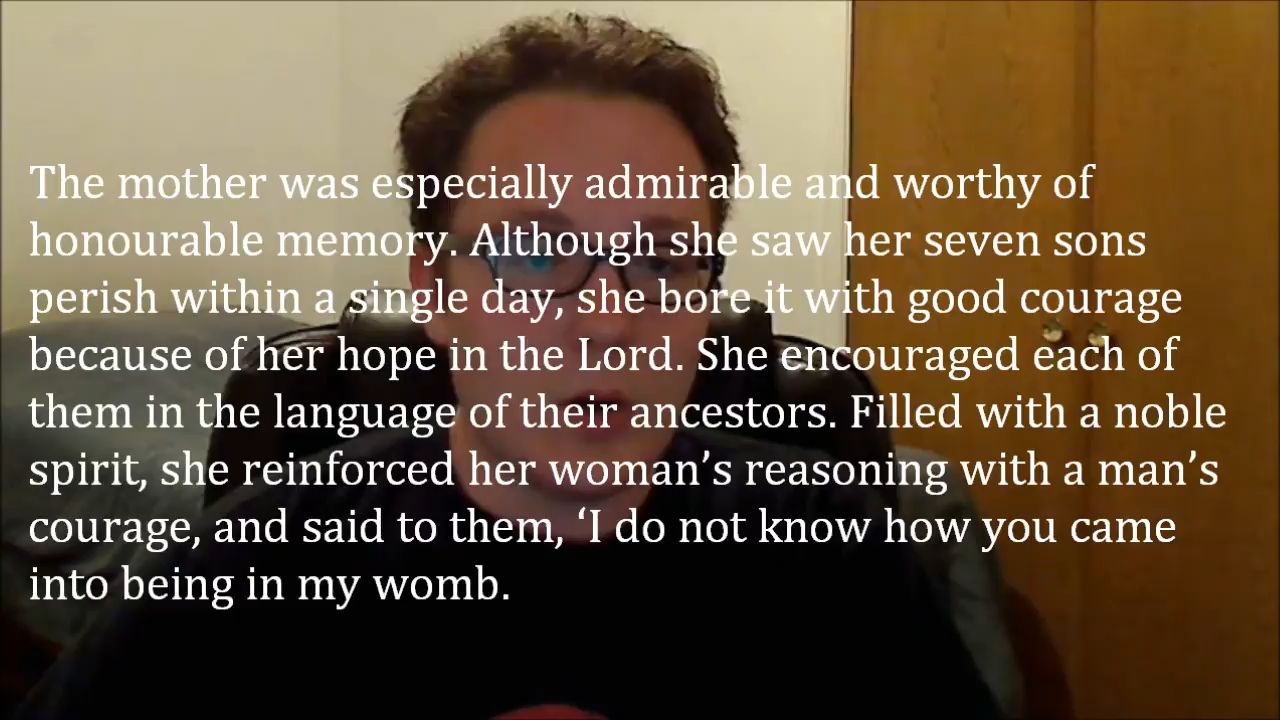 The mother was especially admirable and worthy of
honourable memory. Although she saw her seven sons
perish within a single day, she bore it with good courage
because of her hope in the Lord. She encouraged each of
them in the language of their ancestors. Filled with a noble
spirit, she reinforced her woman’s reasoning with a man’s
courage, and said to them, ‘I do not know how you came
into being in my womb.